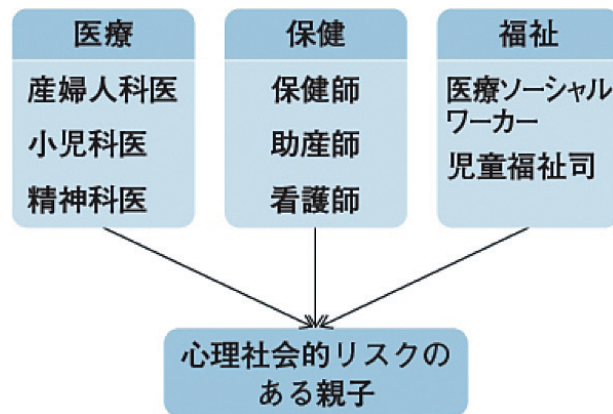 医療
産婦人科医
小児科医
精神科医
保健
保健師
助産師
看護師
福祉
医療ソーシャル
ワーカー
児童福祉司
心理社会的リスクの
ある親子